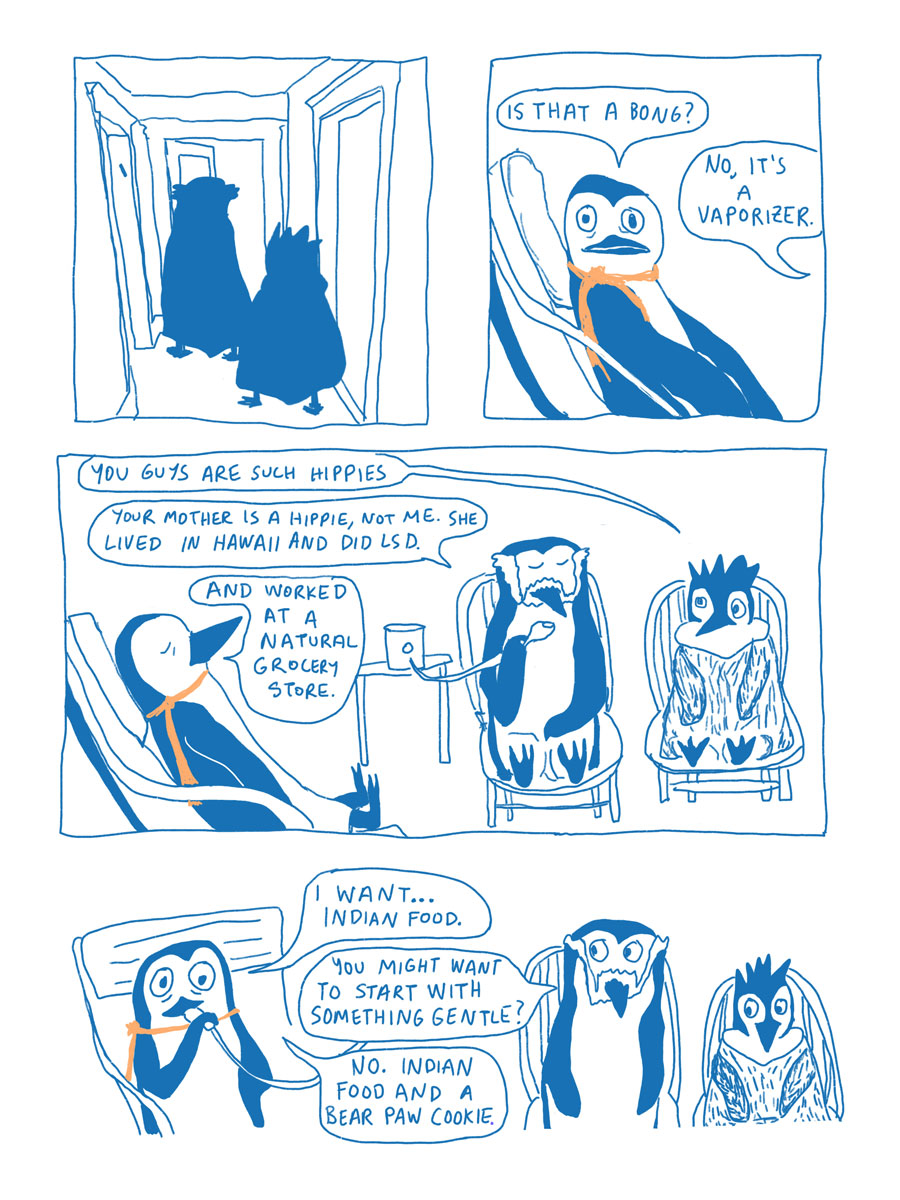 IS THAT A BONG?
NO, IT'S
A
VAPORIZER.
YOU GUYS ARE SUCH HIPPIES
YOUR MOTHER IS A HIPPIE, NOT ME. SHE
LIVED IN HAWAII AND DID LSD.
AND WORKED
AT A
NATURAL
GROCERY
STORE.
I WANT...
INDIAN FOOD.
YOU MIGHT WANT
TO START WITH
SOMETHING GENTLE?
NO. INDIAN
FOOD AND A
BEAR PAW COOKIE.